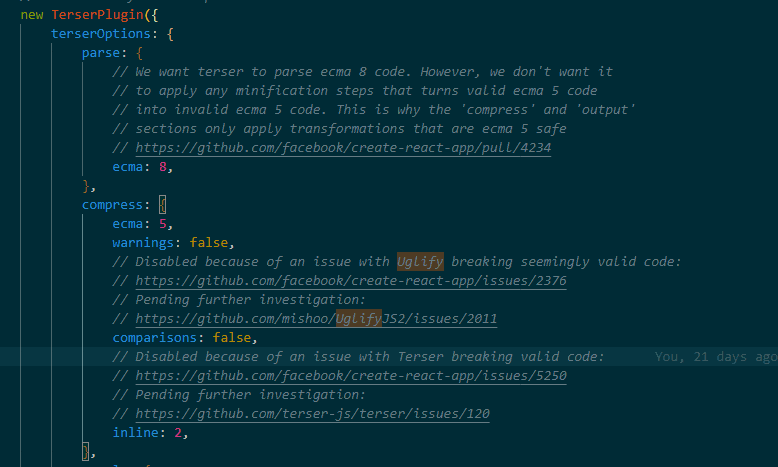 new TerserPlugin({
terserOptions: {
parse: {
// We want terser to parse ecma 8 code. However, we don't want it
// to apply any minification steps that turns valid ecma 5 code
// into invalid ecma 5 code. This is why the 'compress' and 'output'
// sections only apply transformations that are ecma 5 safe
// https://github.com/facebook/create-react-app/pull/4234
ecma: 8,
},
compress: {
ecma: 5,
warnings: false,
// Disabled because of an issue with Uglify breaking seemingly valid code:
// https://github.com/facebook/create-react-app/issues/2376
// Pending further investigation:
// https://github.com/mishoo/UglifyJS2/issues/2011
comparisons: false,
// Disabled because of an issue with Terser breaking valid code: You, 21 days ago
// https://github.com/facebook/create-react-app/issues/5250
// Pending further investigation:
// https://github.com/terser-js/terser/issues/120
inline: 2,
},